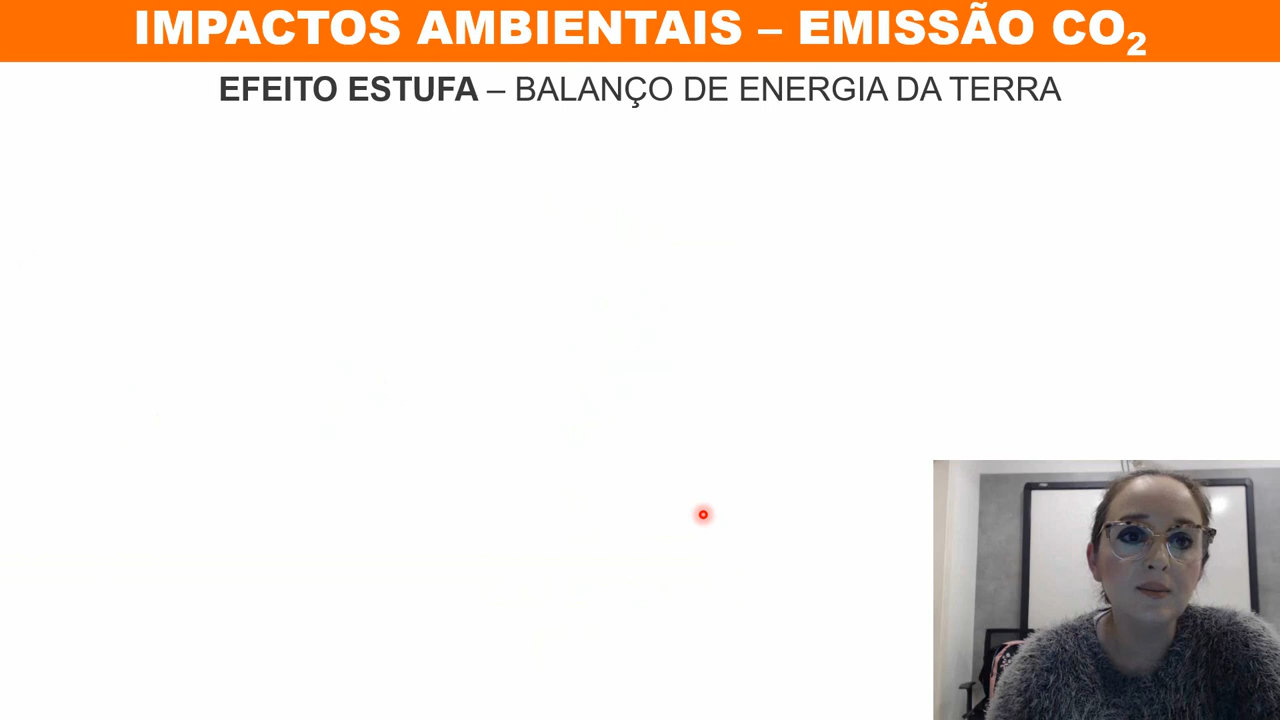 IMPACTOS AMBIENTAIS – EMISSÃO CO₂
EFEITO ESTUFA – BALANÇO DE ENERGIA DA TERRA